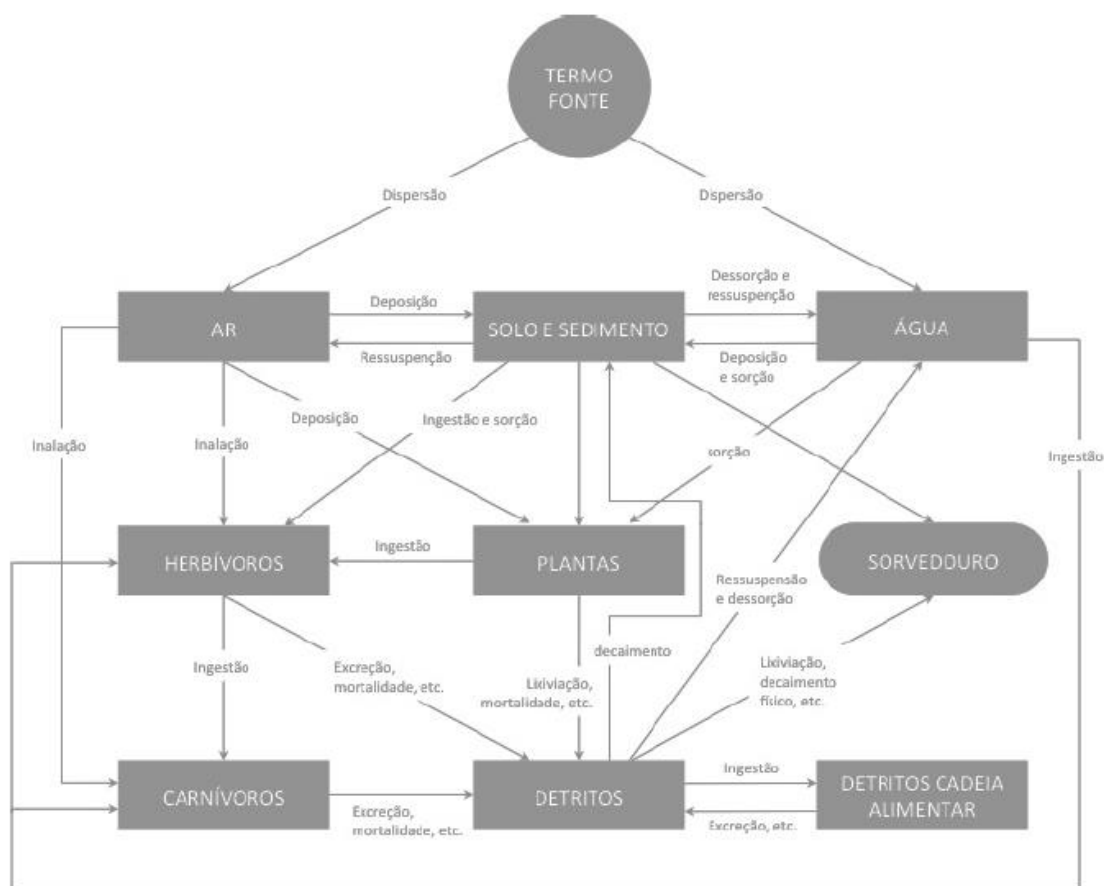 TERMO
FONTE
Dispersão
Dispersão
Dessorção e
ressuspenção
Deposição
AR
SOLO E SEDIMENTO
ÁGUA
Ressuspenção
Deposição
e sorção
Deposição
Ingestão e sorção
Inalação
Inalação
sorção
Ingestão
HERBÍVOROS
Ingestão
PLANTAS
SORVEDDURO
Ressuspensão
e dessorção
decaimento
Ingestão
Excreção,
mortalidade, etc.
Lixiviação,
mortalidade, etc.
Lixiviação,
decaimento
físico, etc.
CARNÍVOROS
DETRITOS
Ingestão
DETRITOS CADEIA
ALIMENTAR
Excreção,
mortalidade, etc.
Excreção, etc.